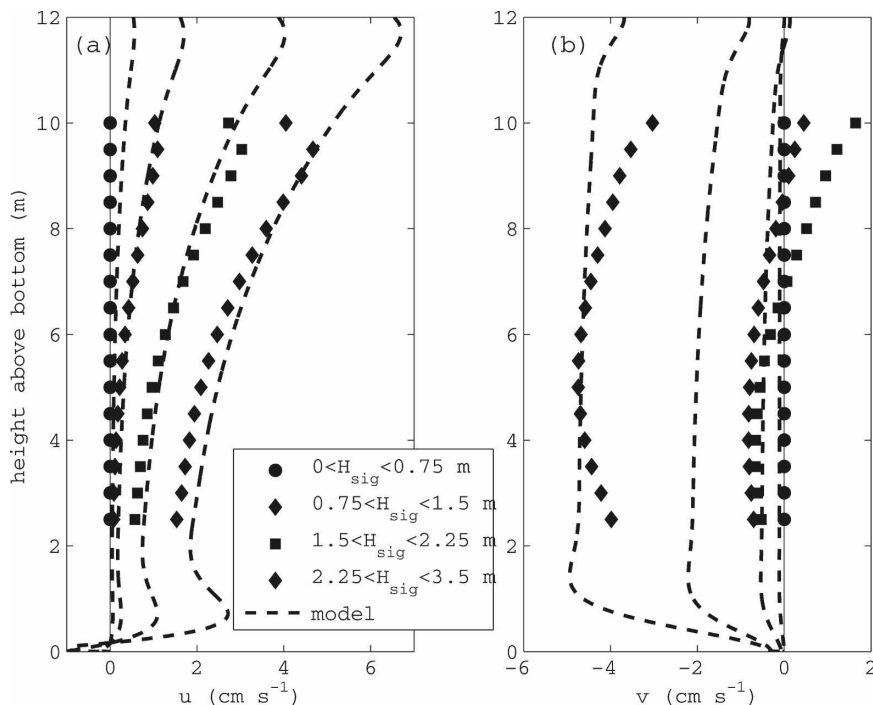 12
10
8
6
4
2
0
height above bottom (m)
(a)
0 2 4 6
u (cm s⁻¹)
0<H_sig<0.75 m
0.75<H_sig<1.5 m
1.5<H_sig<2.25 m
2.25<H_sig<3.5 m
model
12
10
8
6
4
2
0
(b)
−6 −4 −2 0 2
v (cm s⁻¹)